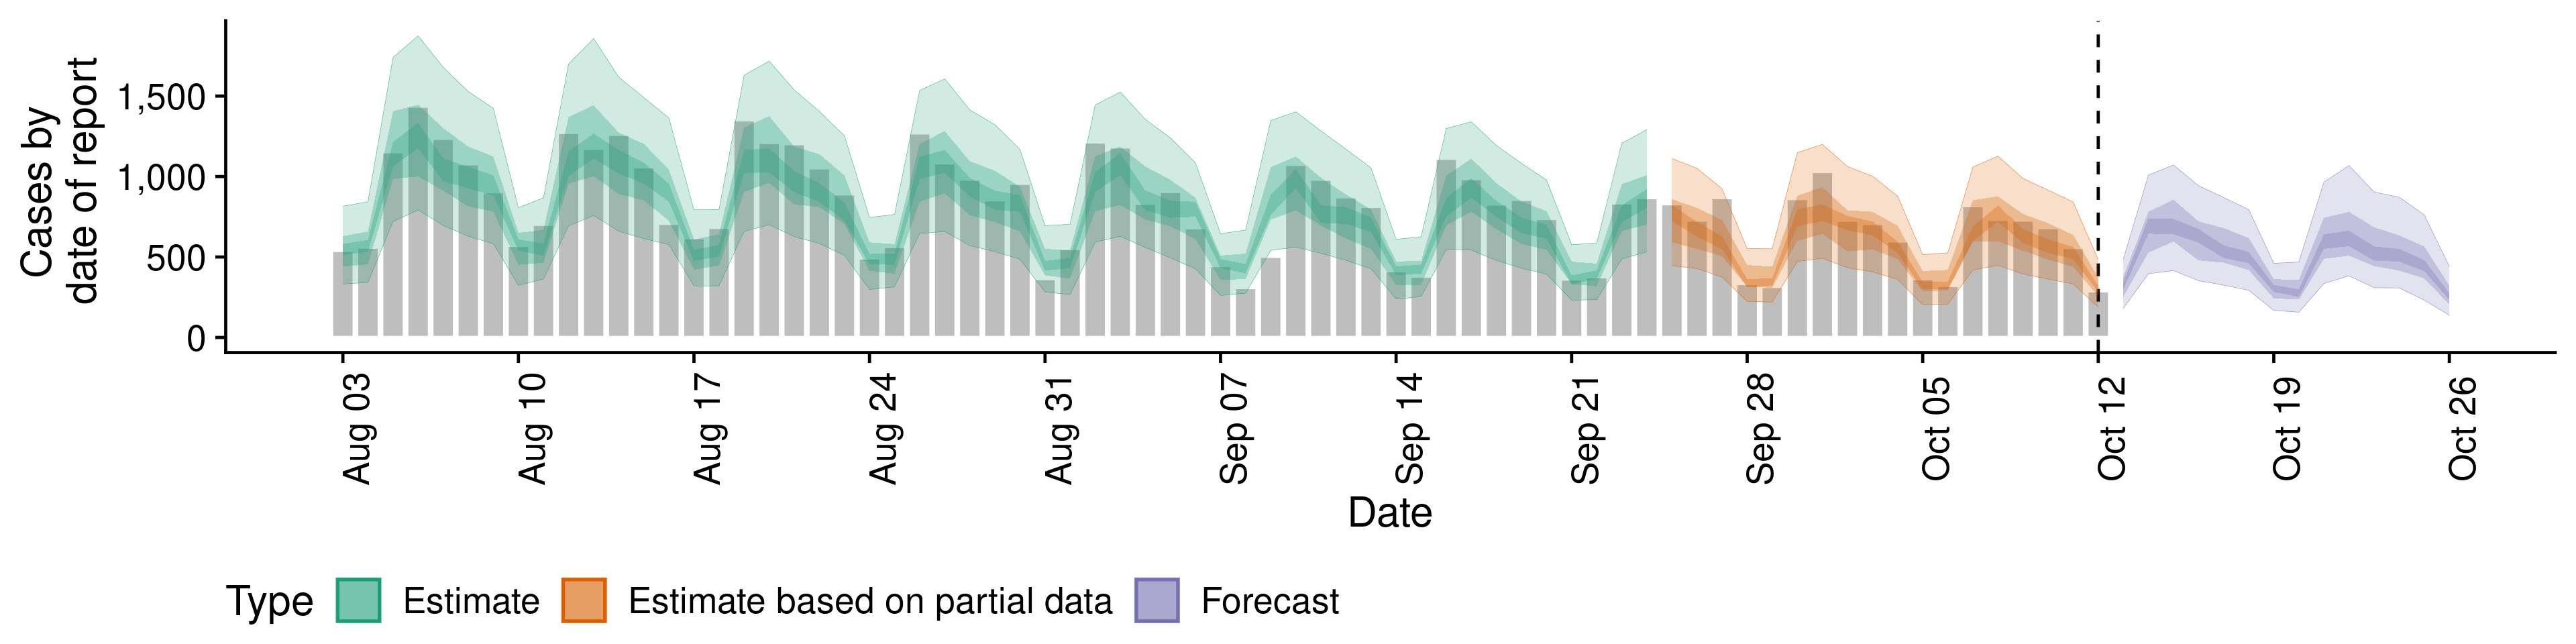 Cases by
date of report
1,500
1,000
500
0
Aug 03
Aug 10
Aug 17
Aug 24
Aug 31
Sep 07
Sep 14
Sep 21
Sep 28
Oct 05
Oct 12
Oct 19
Oct 26
Date
Type Estimate Estimate based on partial data Forecast